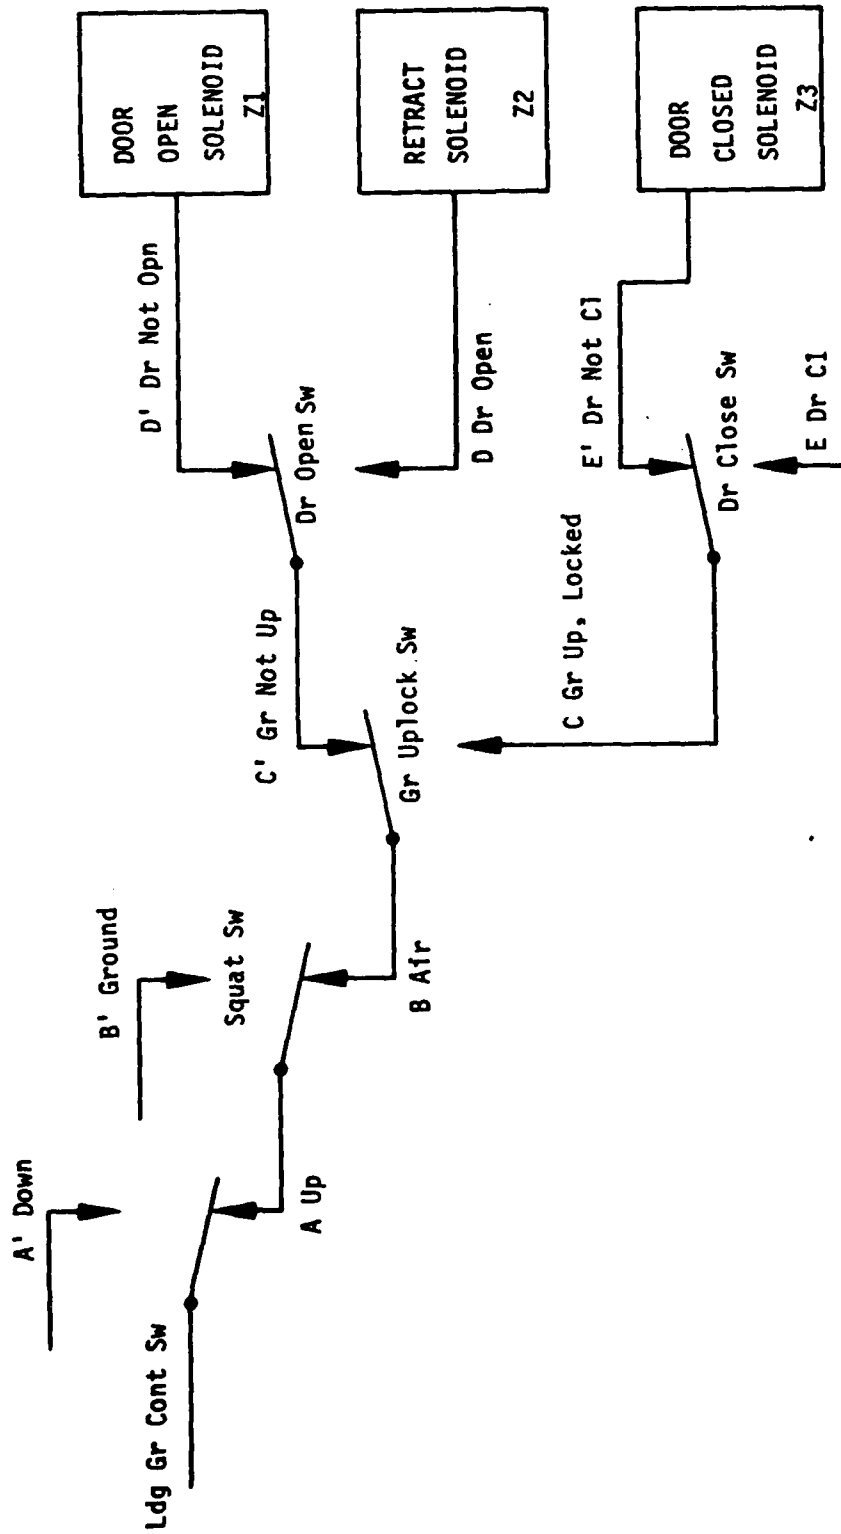 Ldg Gr Cont Sw
A' Down
A Up
B' Ground
Squat Sw
B Air
C' Gr Not Up
Gr Uplock Sw
C Gr Up, Locked
D' Dr Not Opn
Dr Open Sw
D Dr Open
E' Dr Not Cl
Dr Close Sw
E Dr Cl
DOOR
OPEN
SOLENOID
Z1
RETRACT
SOLENOID
Z2
DOOR
CLOSED
SOLENOID
Z3